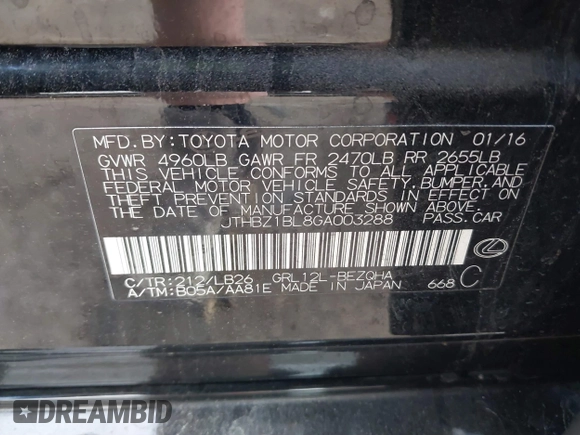 MFD. BY: TOYOTA MOTOR CORPORATION 01/16
GVWR 4960LB GAWR FR 2470LB RR 2655LB
THIS VEHICLE CONFORMS TO ALL APPLICABLE
FEDERAL MOTOR VEHICLE SAFETY, BUMPER, AND
THEFT PREVENTION STANDARDS IN EFFECT ON
THE DATE OF MANUFACTURE SHOWN ABOVE.
JTHBZ1BL8GA003288 PASS. CAR
C/TR: 212/LB26 GRL12L-BEZQHA
A/TM: B05A/AA81E MADE IN JAPAN 668 C
DREAMBID